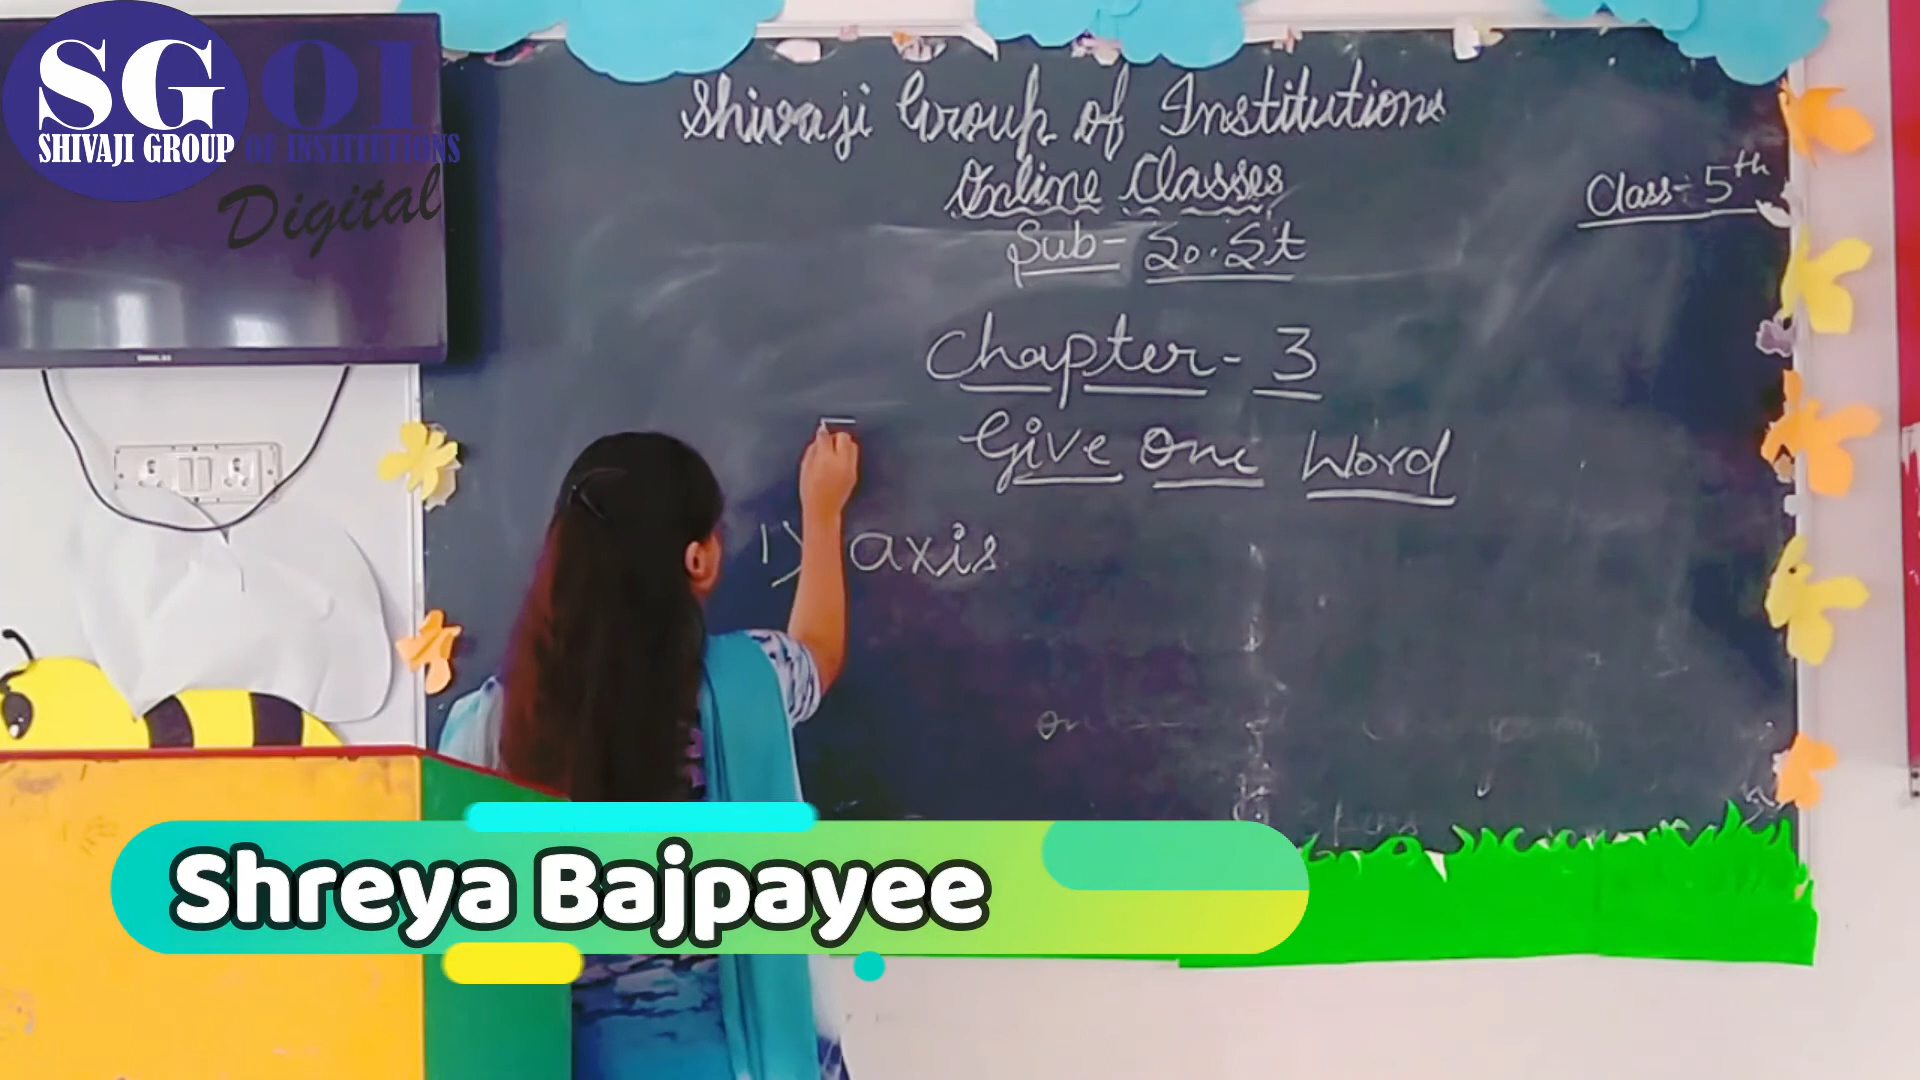 SGOI
SHIVAJI GROUP OF INSTITUTIONS
Digital
Shivaji Group of Institutions
Online Classes
Class:- 5th
Sub- So.St
Chapter- 3
Give One Word
1) axis
Shreya Bajpayee